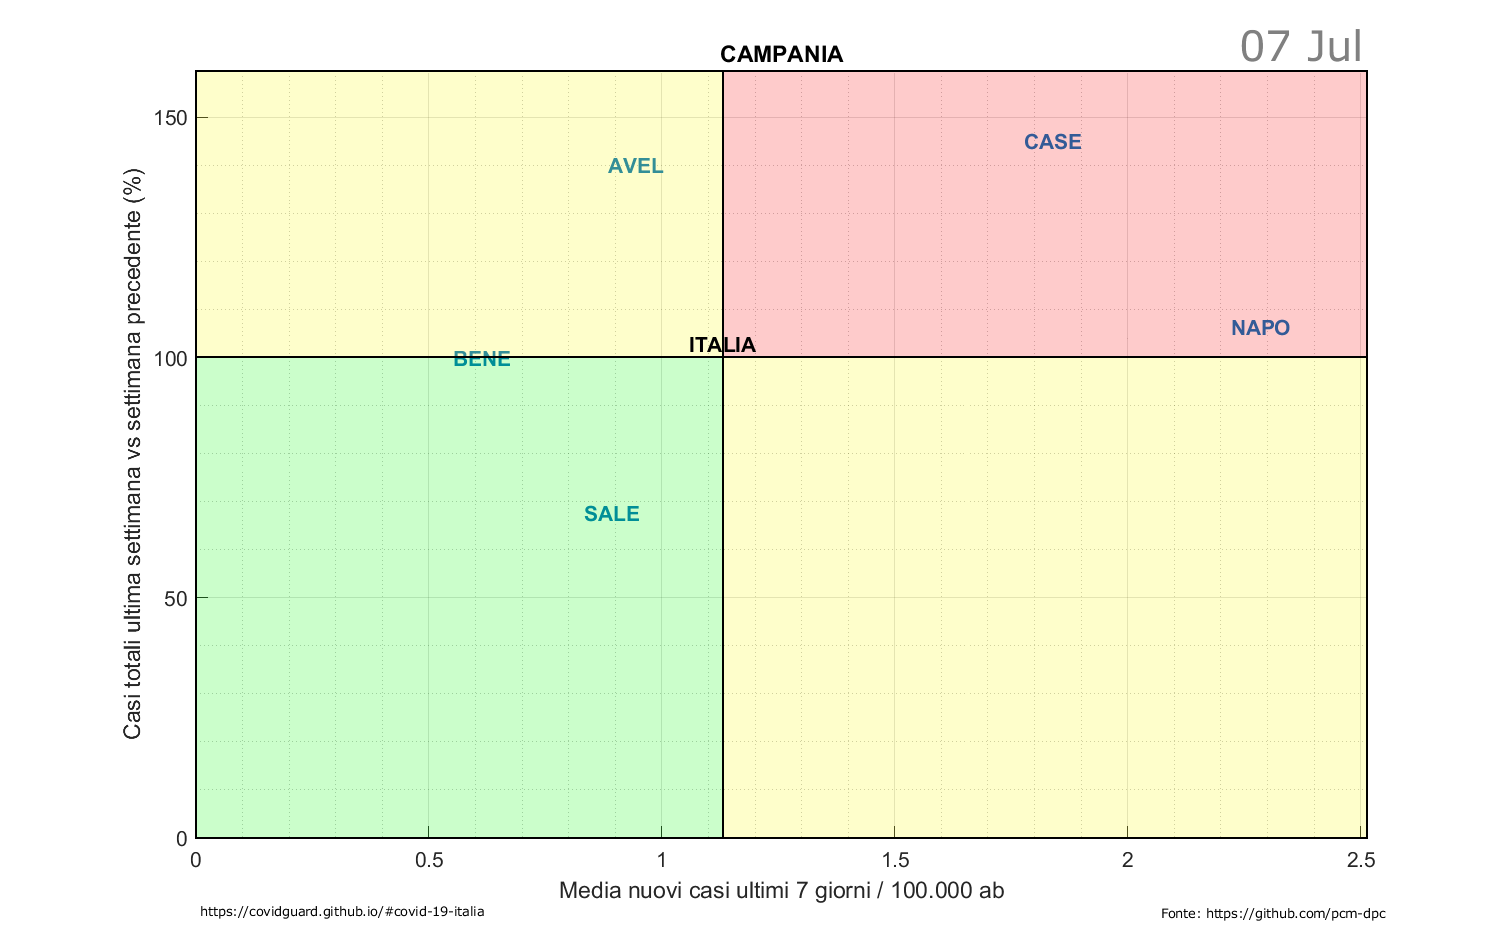 07 Jul
CAMPANIA
150
CASE
AVEL
NAPO
ITALIA
100
BENE
SALE
50
0
Casi totali ultima settimana vs settimana precedente (%)
0 0.5 1 1.5 2 2.5
Media nuovi casi ultimi 7 giorni / 100.000 ab
https://covidguard.github.io/#covid-19-italia
Fonte: https://github.com/pcm-dpc